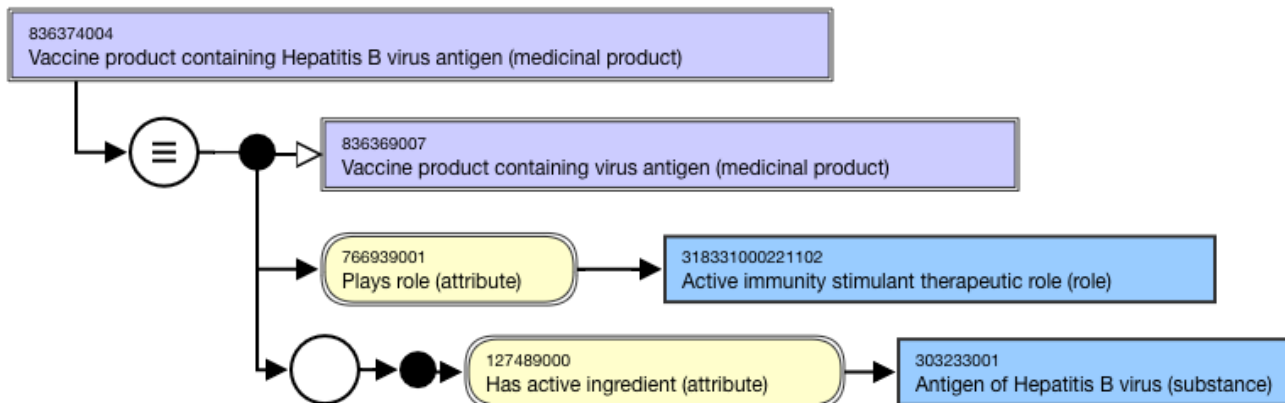 836374004
Vaccine product containing Hepatitis B virus antigen (medicinal product)
836369007
Vaccine product containing virus antigen (medicinal product)
766939001
Plays role (attribute)
318331000221102
Active immunity stimulant therapeutic role (role)
127489000
Has active ingredient (attribute)
303233001
Antigen of Hepatitis B virus (substance)